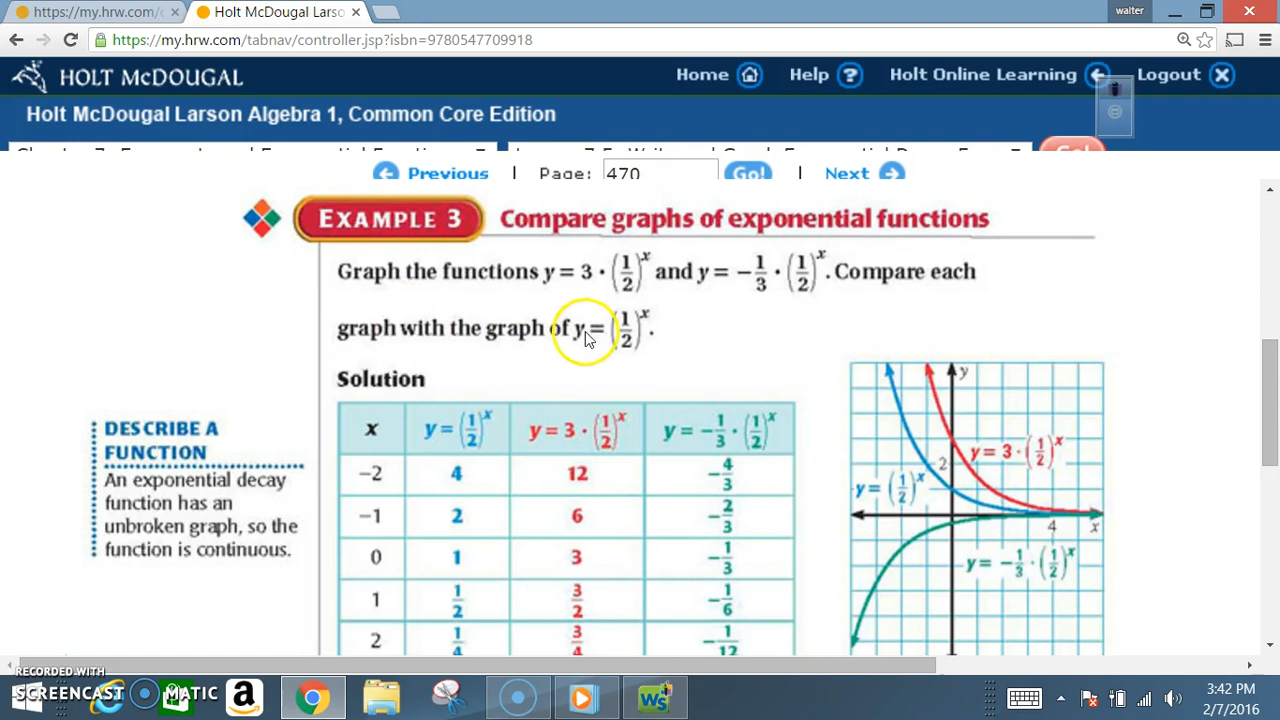 https://my.hrw.com/
Holt McDougal Larso
walter
https://my.hrw.com/tabnav/controller.jsp?isbn=9780547709918
HOLT MCDOUGAL
Home
Help
Holt Online Learning
Logout
Holt McDougal Larson Algebra 1, Common Core Edition
Previous | Page: 470 Go! | Next
EXAMPLE 3 Compare graphs of exponential functions
Graph the functions y = 3 · (1/2)^x and y = −1/3 · (1/2)^x. Compare each
graph with the graph of y = (1/2)^x.
Solution
DESCRIBE A
FUNCTION
An exponential decay
function has an
unbroken graph, so the
function is continuous.
x y = (1/2)^x y = 3 · (1/2)^x y = −1/3 · (1/2)^x
−2 4 12 −4/3
−1 2 6 −2/3
0 1 3 −1/3
1 1/2 3/2 −1/6
2 1/4 3/4 −1/12
y
y = 3 · (1/2)^x
2
y = (1/2)^x
4
x
y = −1/3 · (1/2)^x
RECORDED WITH
SCREENCAST MATIC
3:42 PM
2/7/2016